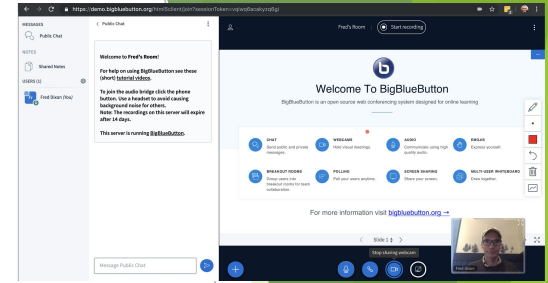 https://demo.bigbluebutton.org/html5client/join?sessionToken=vqiwq8acakyzq8gi
MESSAGES
Public Chat
NOTES
Shared Notes
USERS (1)
Fr
Fred Dixon (You)
Public Chat
Welcome to Fred's Room!
For help on using BigBlueButton see these
(short) tutorial videos.
To join the audio bridge click the phone
button. Use a headset to avoid causing
background noise for others.
Note: The recordings on this server will expire
after 14 days.
This server is running BigBlueButton.
Message Public Chat
Fred's Room
Start recording
Welcome To BigBlueButton
BigBlueButton is an open source web conferencing system designed for online learning
CHAT
Send public and private
messages.
WEBCAMS
Hold visual meetings.
AUDIO
Communicate using high
quality audio.
EMOJIS
Express yourself.
BREAKOUT ROOMS
Group users into
breakout rooms for team
collaboration.
POLLING
Poll your users anytime.
SCREEN SHARING
Share your screen.
MULTI-USER WHITEBOARD
Draw together.
For more information visit bigbluebutton.org →
Slide 1
Stop sharing webcam
Fred Dixon